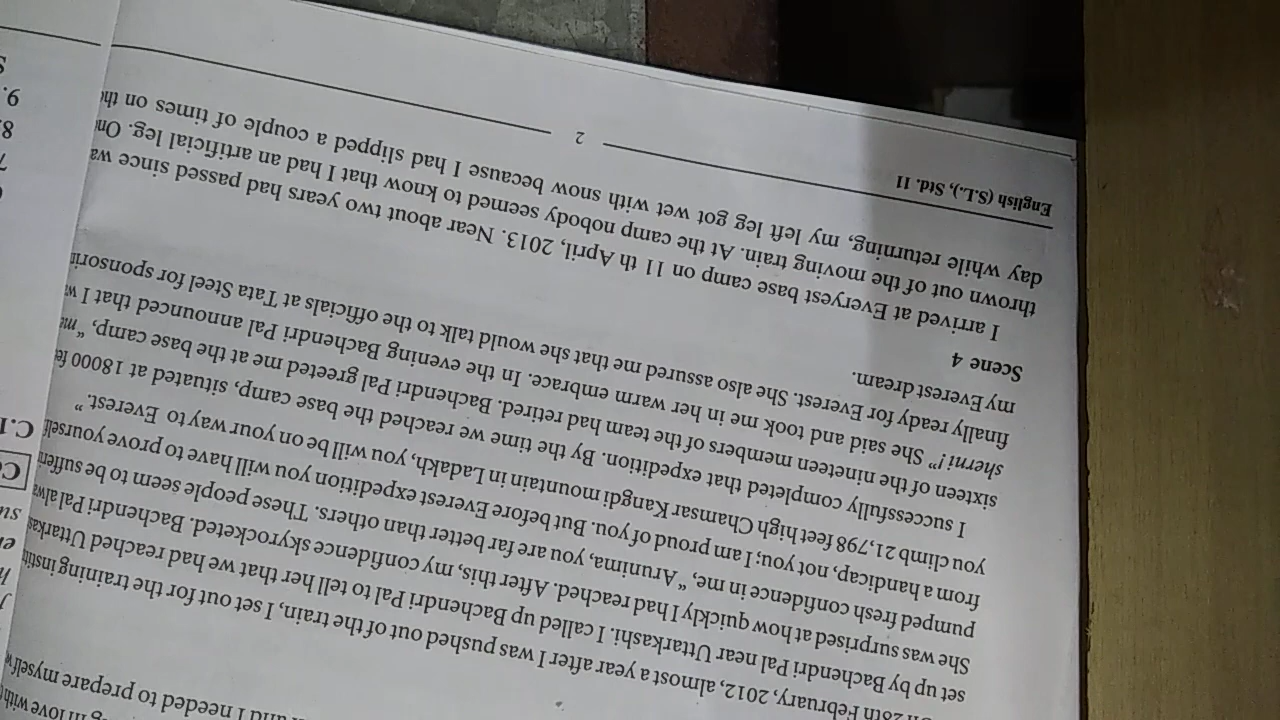 in love with
and I needed to prepare myself
28th February, 2012, almost a year after I was pushed out of the train, I set out for the training
set up by Bachendri Pal near Uttarkashi. I called up Bachendri Pal to tell her that we had reached
She was surprised at how quickly I had reached. After this, my confidence skyrocketed. Bachendri Pal
pumped fresh confidence in me, “Arunima, you are far better than others. These people seem to be
from a handicap, not you; I am proud of you. But before Everest expedition you will have to prove yourself
you climb 21,798 feet high Chamsar Kangdi mountain in Ladakh, you will be on your way to Everest.”
I successfully completed that expedition. By the time we reached the base camp, situated at 18000
sixteen of the nineteen members of the team had retired. Bachendri Pal greeted me at the base camp, “
sherni!” She said and took me in her warm embrace. In the evening Bachendri Pal announced that I
finally ready for Everest. She also assured me that she would talk to the officials at Tata Steel for
my Everest dream.
Scene 4
I arrived at Everyest base camp on 11 th April, 2013. Near about two years had passed since
thrown out of the moving train. At the camp nobody seemed to know that I had an artificial leg.
day while returning, my left leg got wet with snow because I had slipped a couple of times on
English (S.L.), Std. 11
2
C.1
8.
9.